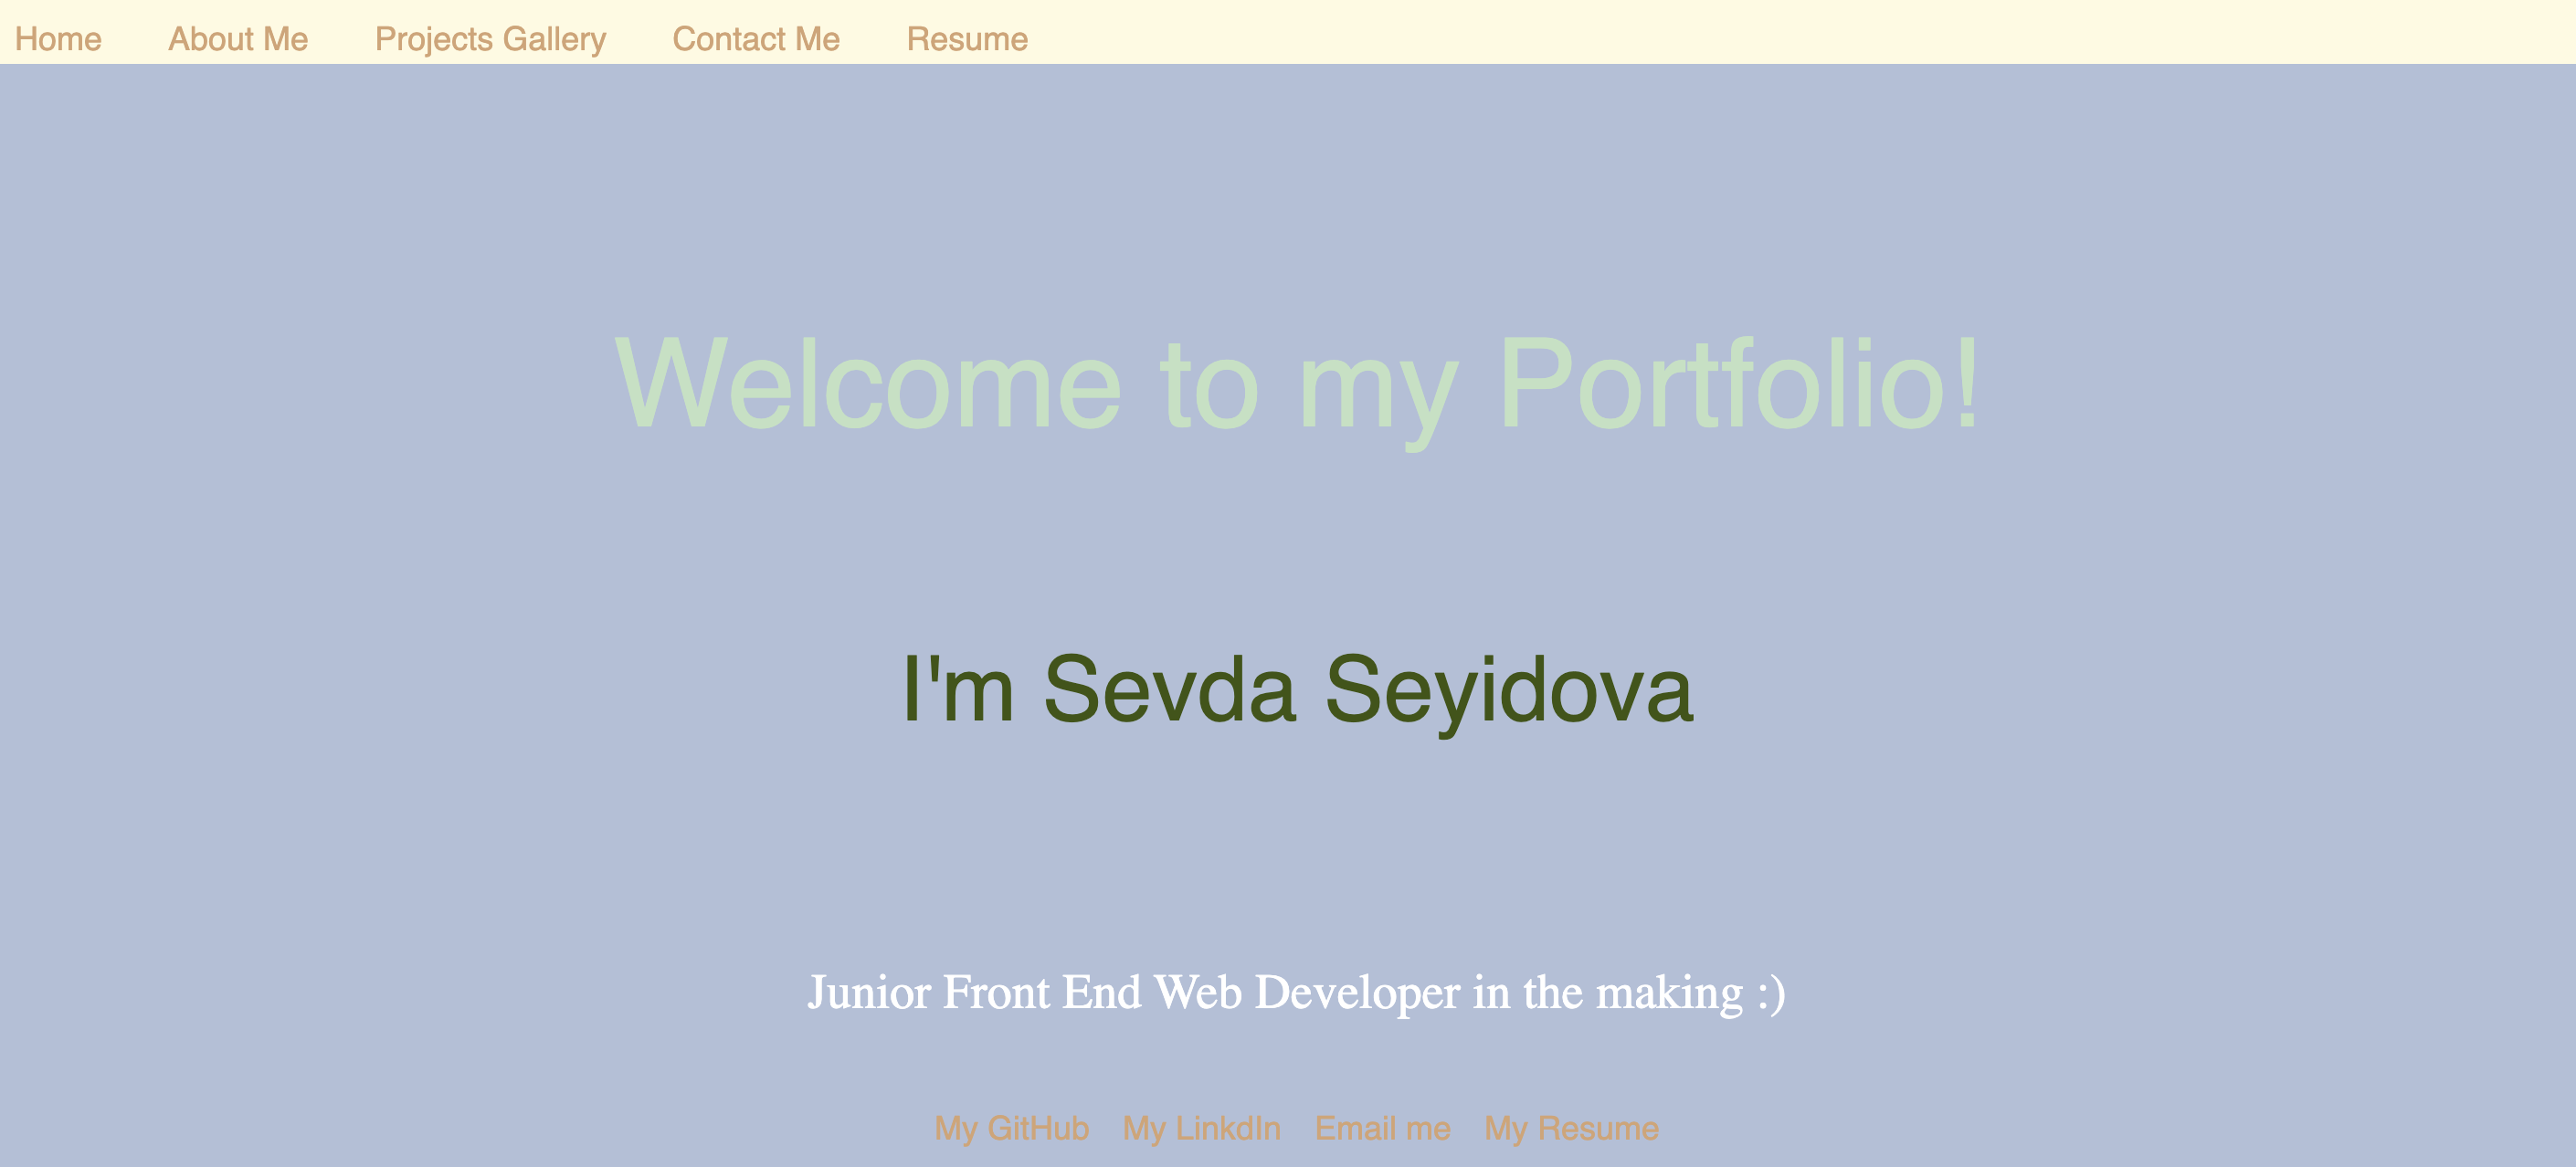 Home About Me Projects Gallery Contact Me Resume
Welcome to my Portfolio!
I'm Sevda Seyidova
Junior Front End Web Developer in the making :)
My GitHub My LinkdIn Email me My Resume